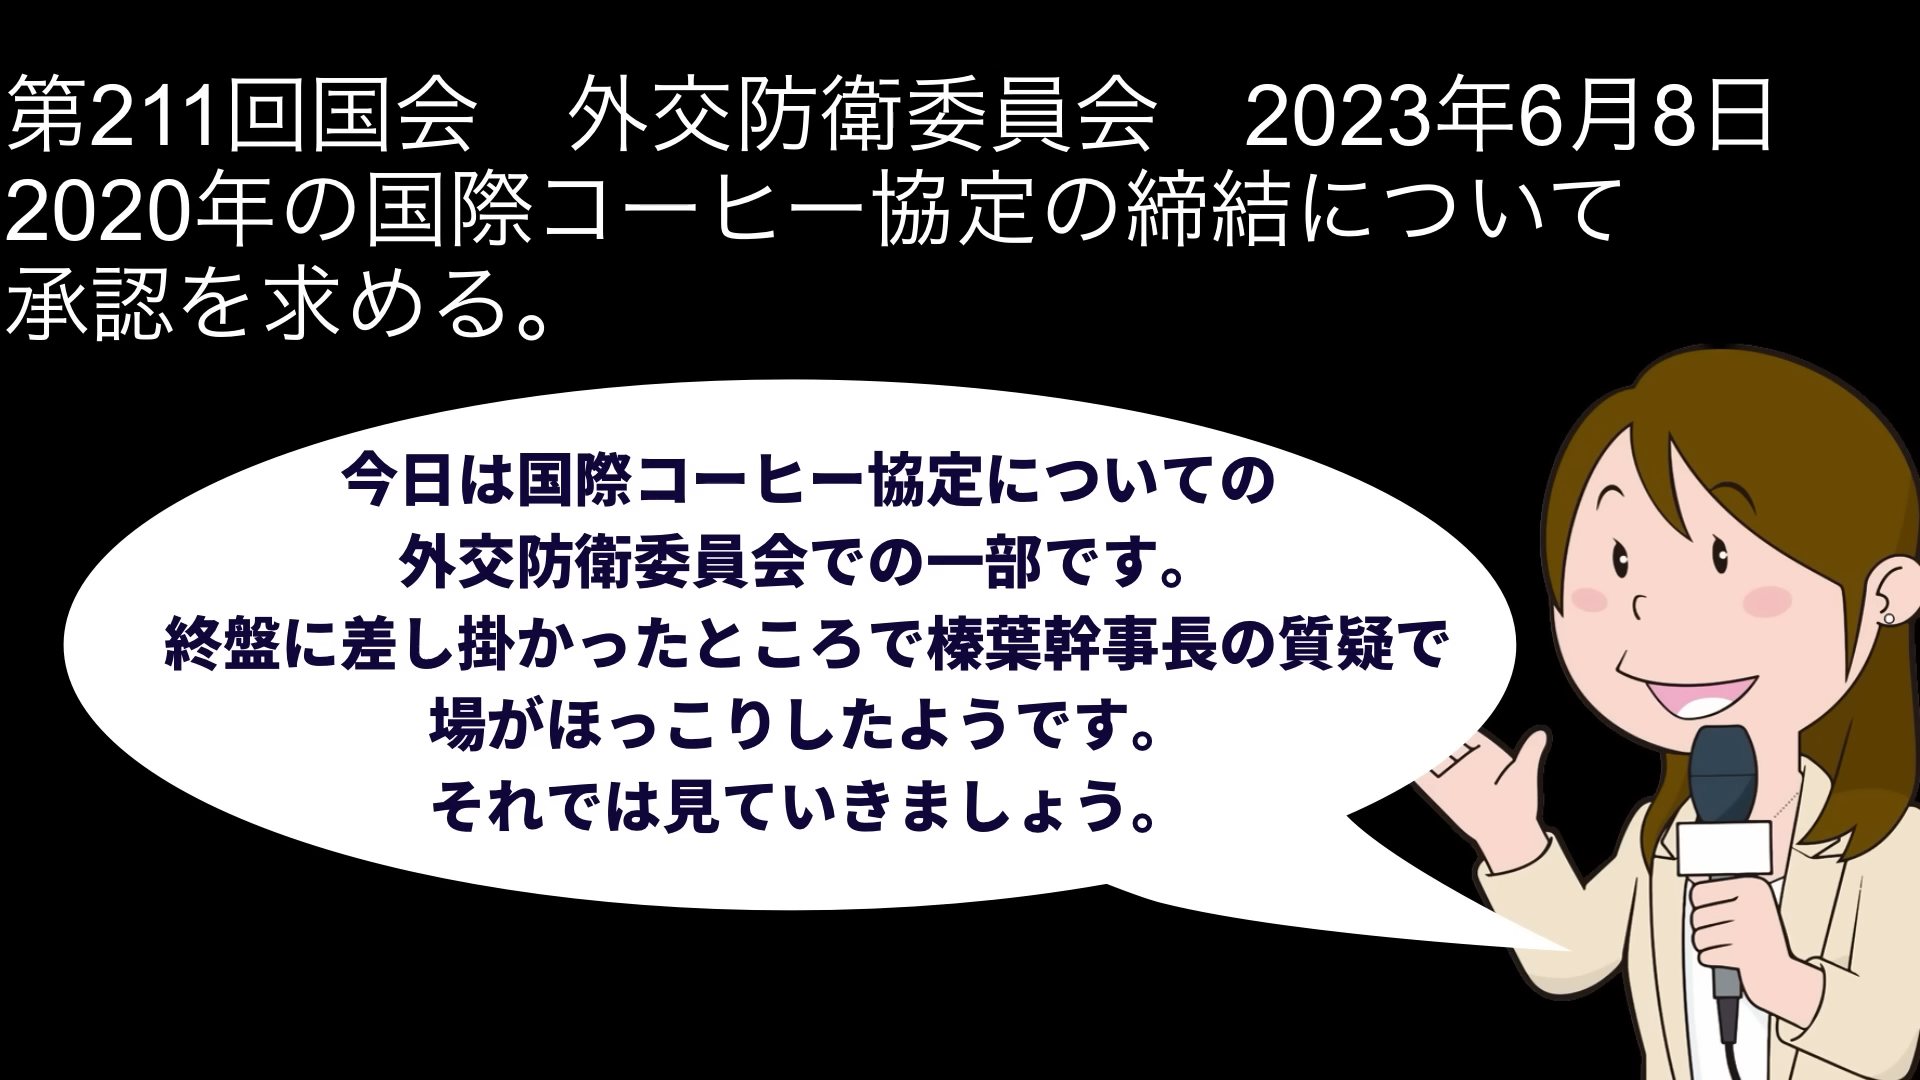 第211回国会　外交防衛委員会　2023年6月8日
2020年の国際コーヒー協定の締結について
承認を求める。
今日は国際コーヒー協定についての
外交防衛委員会での一部です。
終盤に差し掛かったところで榛葉幹事長の質疑で
場がほっこりしたようです。
それでは見ていきましょう。